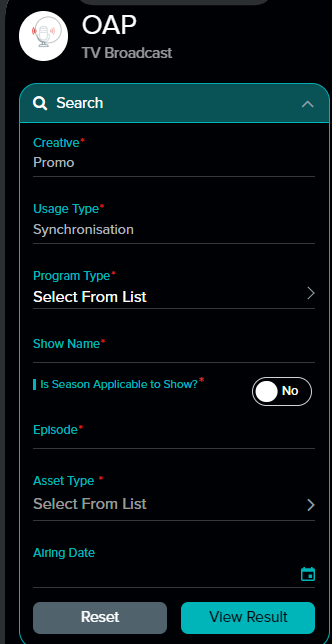 OAP
TV Broadcast
Search
Creative*
Promo
Usage Type*
Synchronisation
Program Type*
Select From List
Show Name*
Is Season Applicable to Show?*
No
Episode*
Asset Type *
Select From List
Airing Date
Reset View Result